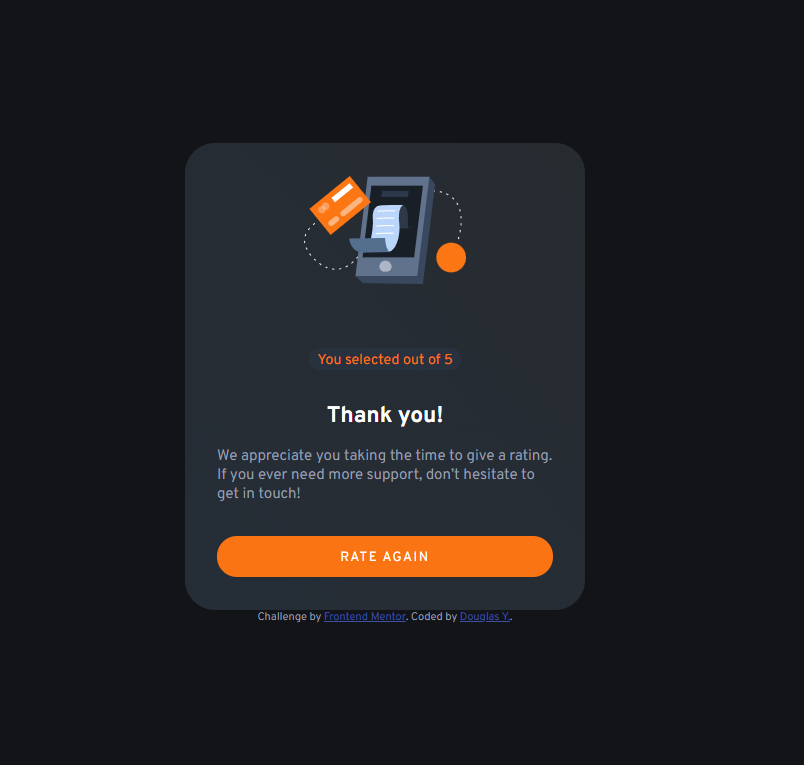 You selected out of 5
Thank you!
We appreciate you taking the time to give a rating.
If you ever need more support, don’t hesitate to
get in touch!
RATE AGAIN
Challenge by Frontend Mentor. Coded by Douglas Y..